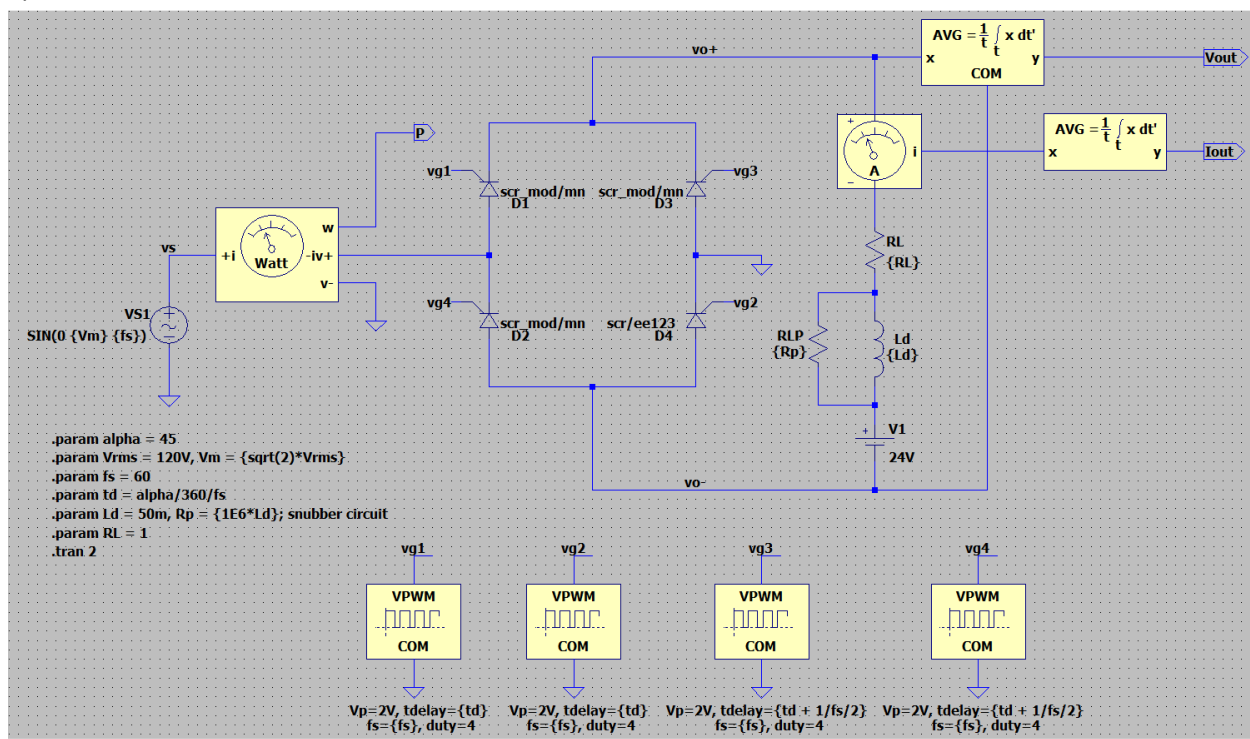 vo+
AVG = 1/t ∫ x dt'
t
x
y
COM
Vout
P
AVG = 1/t ∫ x dt'
t
x
y
Iout
+
i
A
−
vg1
scr_mod/mn
D1
scr_mod/mn
D3
vg3
w
+i
Watt
-iv+
v-
vs
RL
{RL}
VS1
SIN(0 {Vm} {fs})
+
−
vg4
scr_mod/mn
D2
scr/ee123
D4
vg2
RLP
{Rp}
Ld
{Ld}
+
V1
24V
vo-
.param alpha = 45
.param Vrms = 120V, Vm = {sqrt(2)*Vrms}
.param fs = 60
.param td = alpha/360/fs
.param Ld = 50m, Rp = {1E6*Ld}; snubber circuit
.param RL = 1
.tran 2
vg1
VPWM
COM
Vp=2V, tdelay={td}
fs={fs}, duty=4
vg2
VPWM
COM
Vp=2V, tdelay={td}
fs={fs}, duty=4
vg3
VPWM
COM
Vp=2V, tdelay={td + 1/fs/2}
fs={fs}, duty=4
vg4
VPWM
COM
Vp=2V, tdelay={td + 1/fs/2}
fs={fs}, duty=4